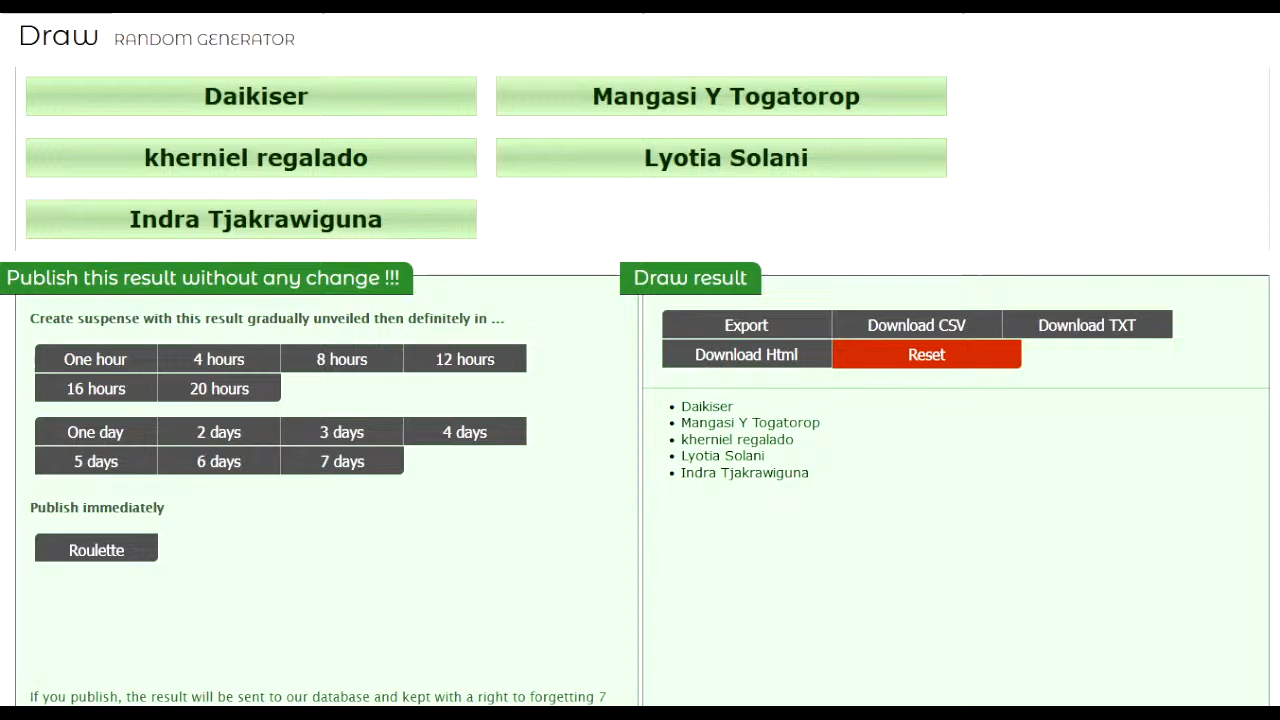 Draw RANDOM GENERATOR
Daikiser
Mangasi Y Togatorop
kherniel regalado
Lyotia Solani
Indra Tjakrawiguna
Publish this result without any change !!!
Create suspense with this result gradually unveiled then definitely in ...
One hour
4 hours
8 hours
12 hours
16 hours
20 hours
One day
2 days
3 days
4 days
5 days
6 days
7 days
Publish immediately
Roulette
If you publish, the result will be sent to our database and kept with a right to forgetting 7
Draw result
Export
Download CSV
Download TXT
Download Html
Reset
• Daikiser
• Mangasi Y Togatorop
• kherniel regalado
• Lyotia Solani
• Indra Tjakrawiguna